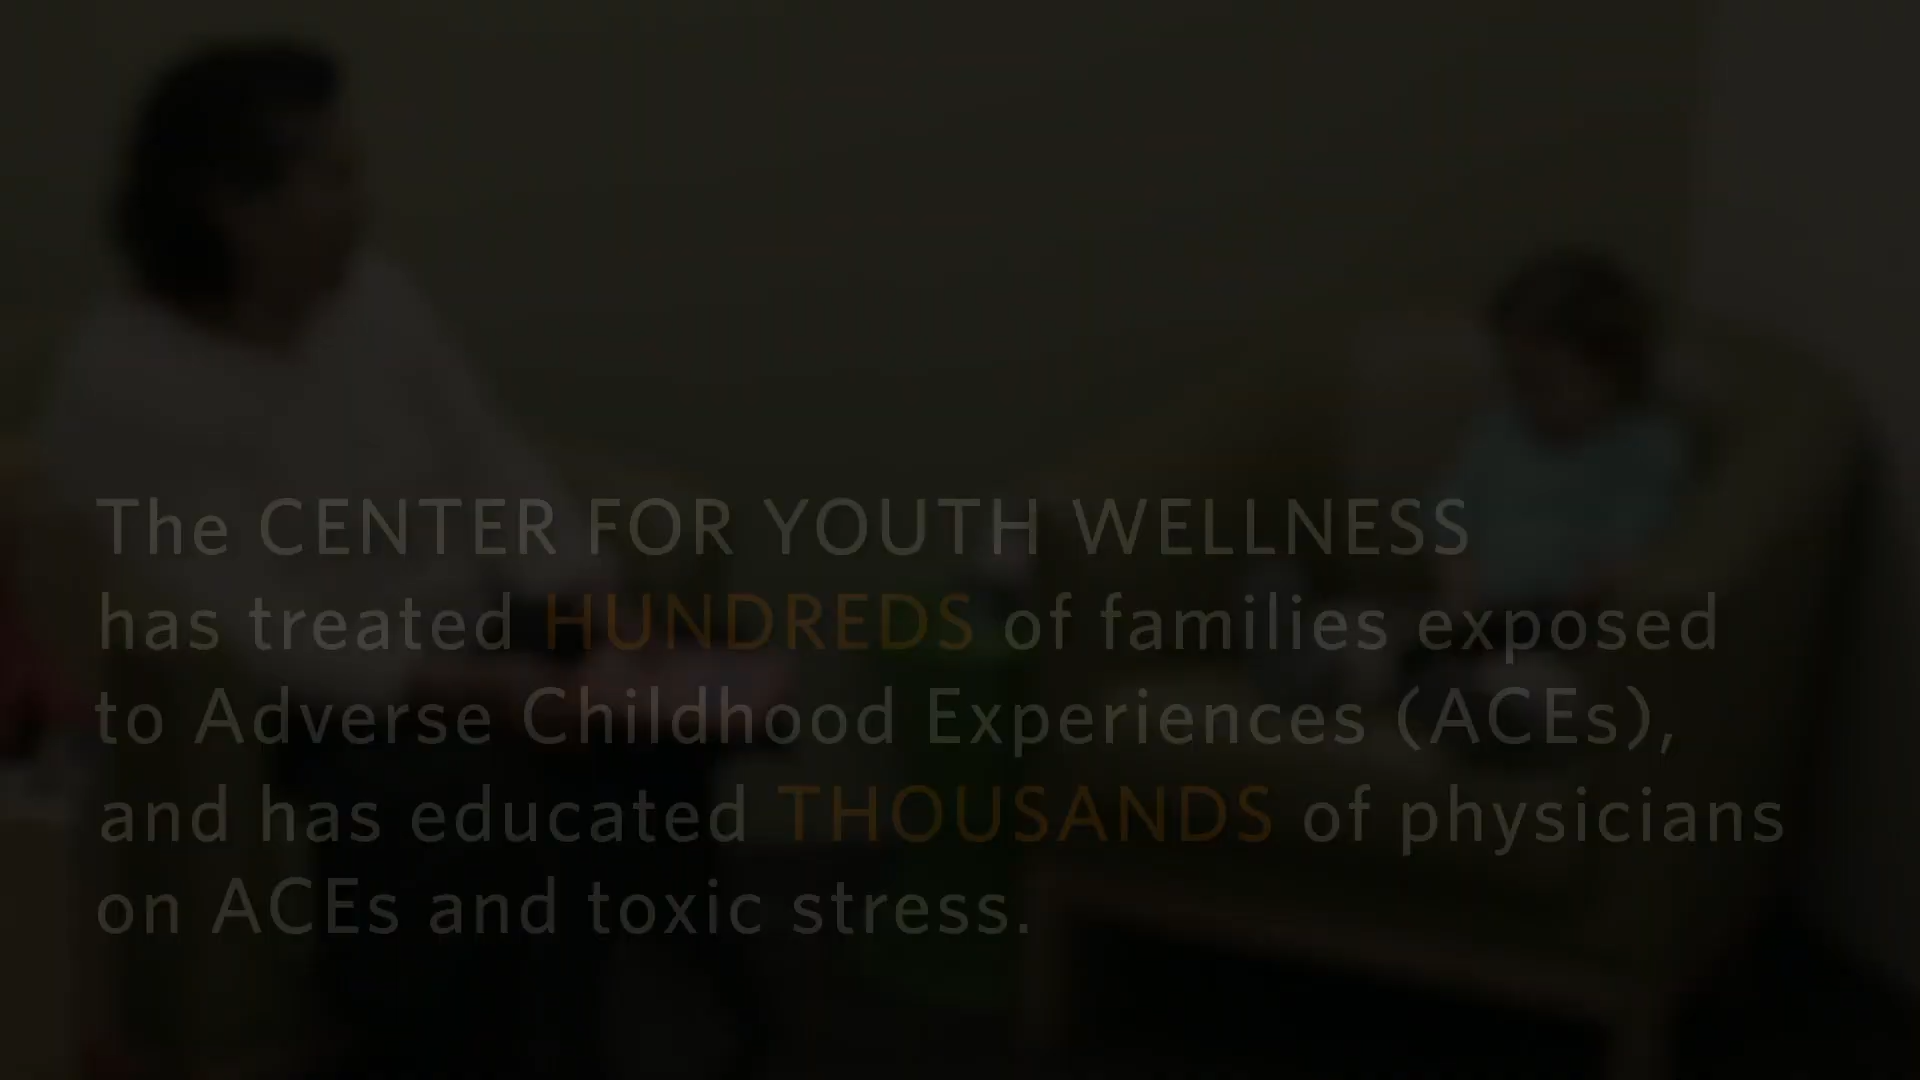 The CENTER FOR YOUTH WELLNESS
has treated HUNDREDS of families exposed
to Adverse Childhood Experiences (ACEs),
and has educated THOUSANDS of physicians
on ACEs and toxic stress.